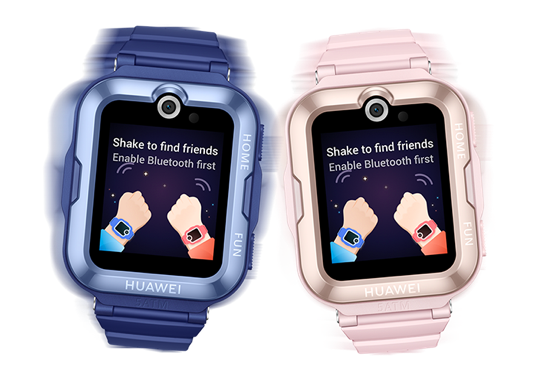 Shake to find friends
Enable Bluetooth first
HOME
FUN
HUAWEI
Shake to find friends
Enable Bluetooth first
HOME
FUN
HUAWEI